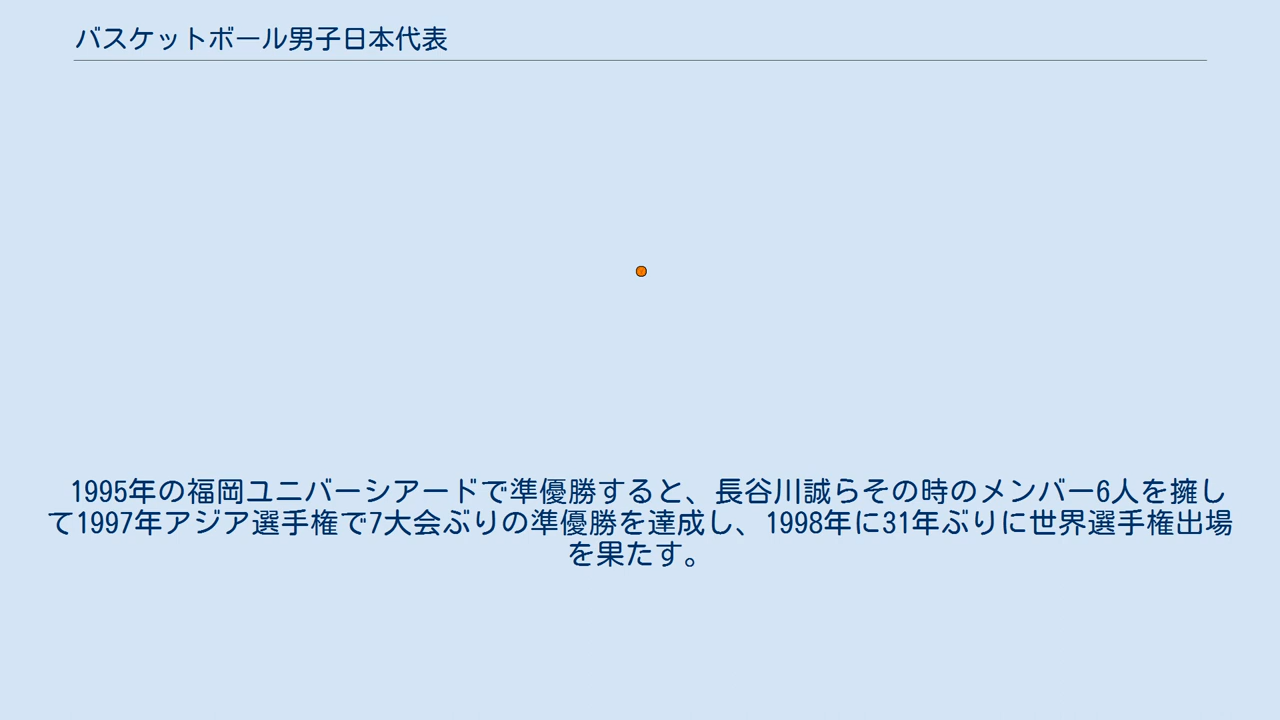 バスケットボール男子日本代表
1995年の福岡ユニバーシアードで準優勝すると、長谷川誠らその時のメンバー6人を擁し
て1997年アジア選手権で7大会ぶりの準優勝を達成し、1998年に31年ぶりに世界選手権出場
を果たす。